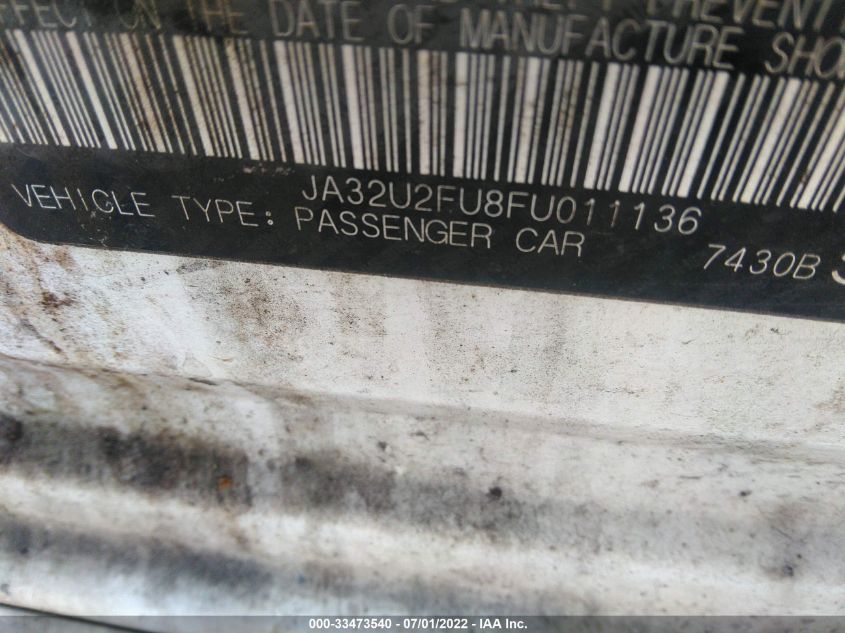 EFFECT ON THE DATE OF MANUFACTURE SHO
JA32U2FU8FU011136
VEHICLE TYPE: PASSENGER CAR 7430B
000-33473540 - 07/01/2022 - IAA Inc.